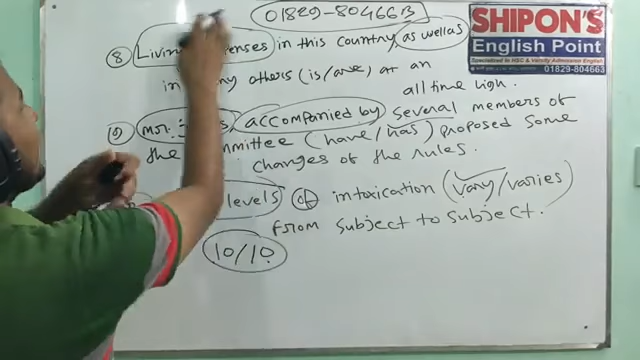 01829-804663
SHIPON'S
English Point
Specialized in HSC & Varsity Admission English
01829-804663
⑧ Living in this country, as well as
in many others (is/are) at an
all time high.
⑨ accompanied by several members of
the committee (have/has) proposed some
changes of the rules.
levels of intoxication (vary/varies)
from subject to subject.
10/10